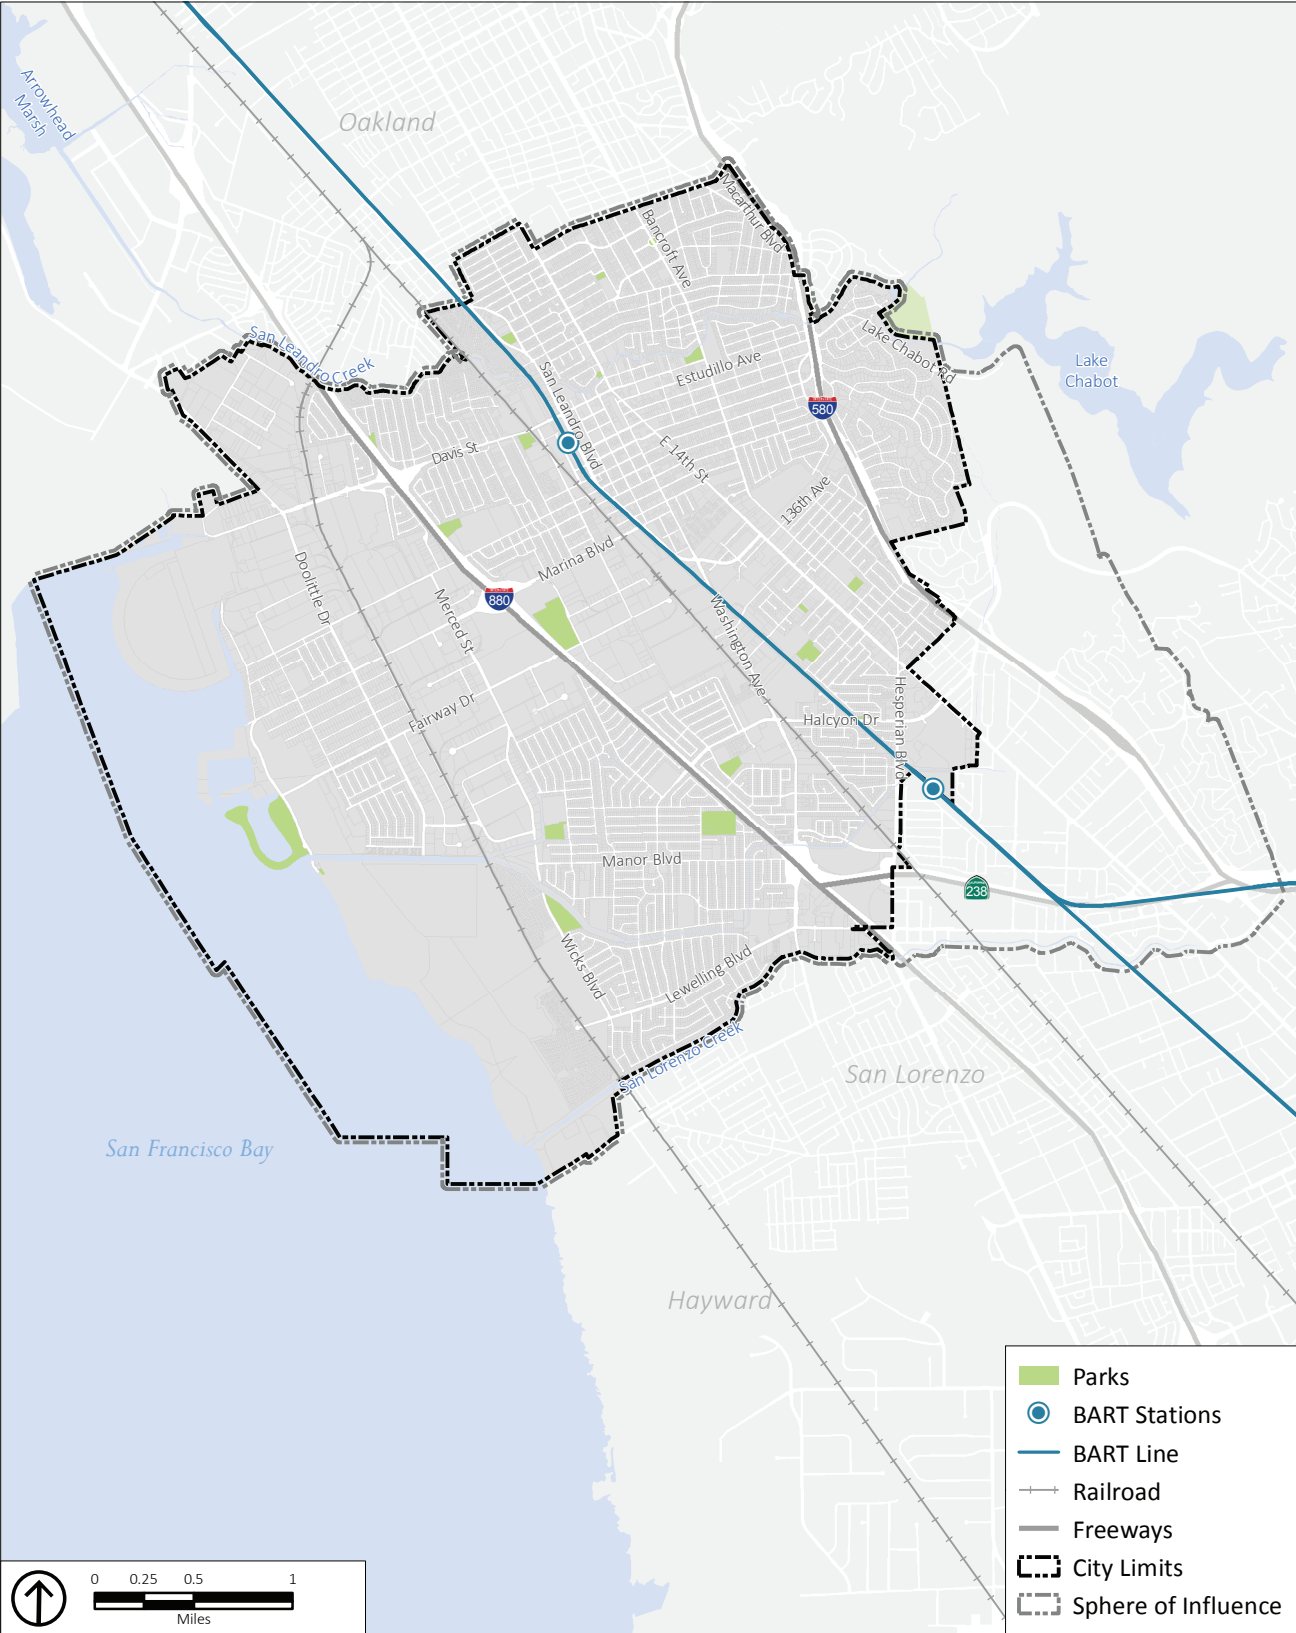 Oakland
Arrowhead
Marsh
Macarthur Blvd
Bancroft Ave
San Leandro Creek
Lake Chabot Rd
Lake
Chabot
Estudillo Ave
San Leandro Blvd
580
E 14th St
Davis St
136th Ave
Marina Blvd
Doolittle Dr
Merced St
880
Washington Ave
Fairway Dr
Hesperian Blvd
Halcyon Dr
Manor Blvd
238
Wicks Blvd
Lewelling Blvd
San Lorenzo Creek
San Lorenzo
San Francisco Bay
Hayward
Parks
BART Stations
BART Line
Railroad
Freeways
City Limits
Sphere of Influence
0 0.25 0.5 1
Miles